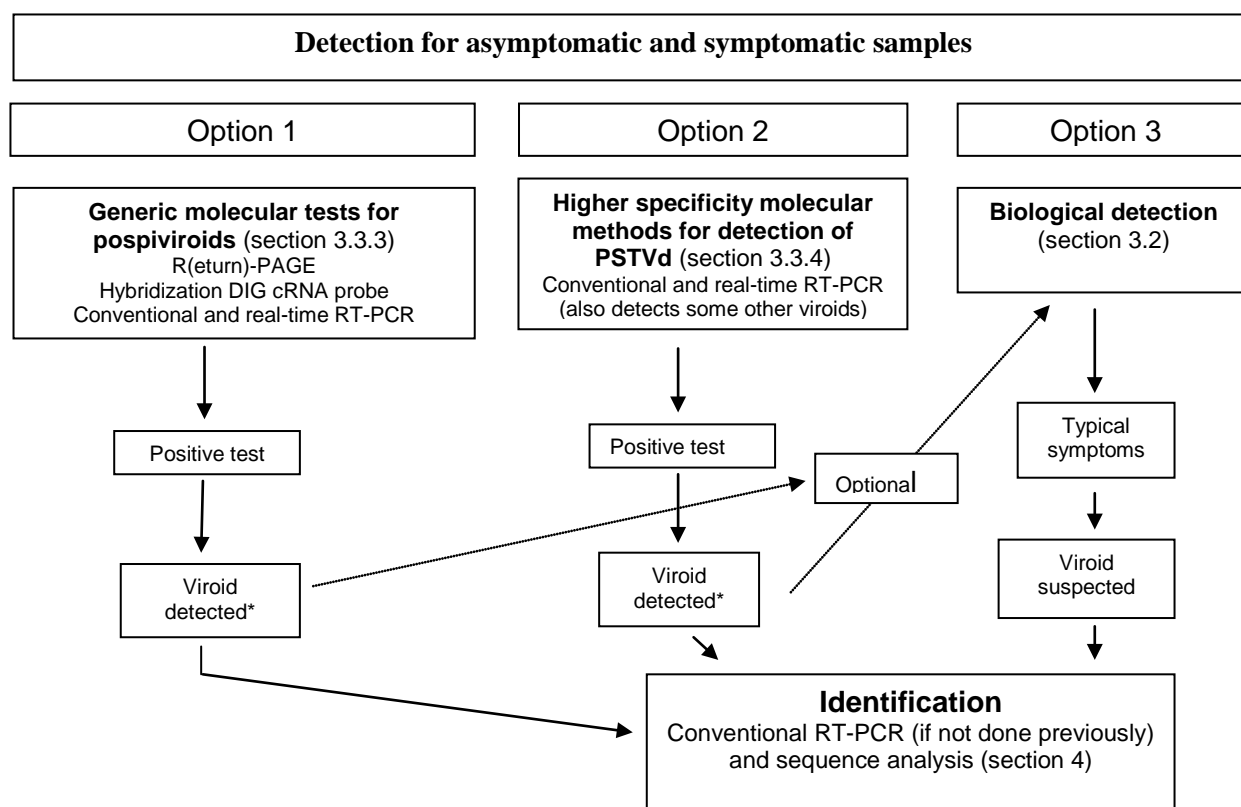 Detection for asymptomatic and symptomatic samples
Option 1
Option 2
Option 3
Generic molecular tests for
pospiviroids (section 3.3.3)
R(eturn)-PAGE
Hybridization DIG cRNA probe
Conventional and real-time RT-PCR
Higher specificity molecular
methods for detection of
PSTVd (section 3.3.4)
Conventional and real-time RT-PCR
(also detects some other viroids)
Biological detection
(section 3.2)
Positive test
Positive test
Typical
symptoms
Optional
Viroid
detected*
Viroid
detected*
Viroid
suspected
Identification
Conventional RT-PCR (if not done previously)
and sequence analysis (section 4)